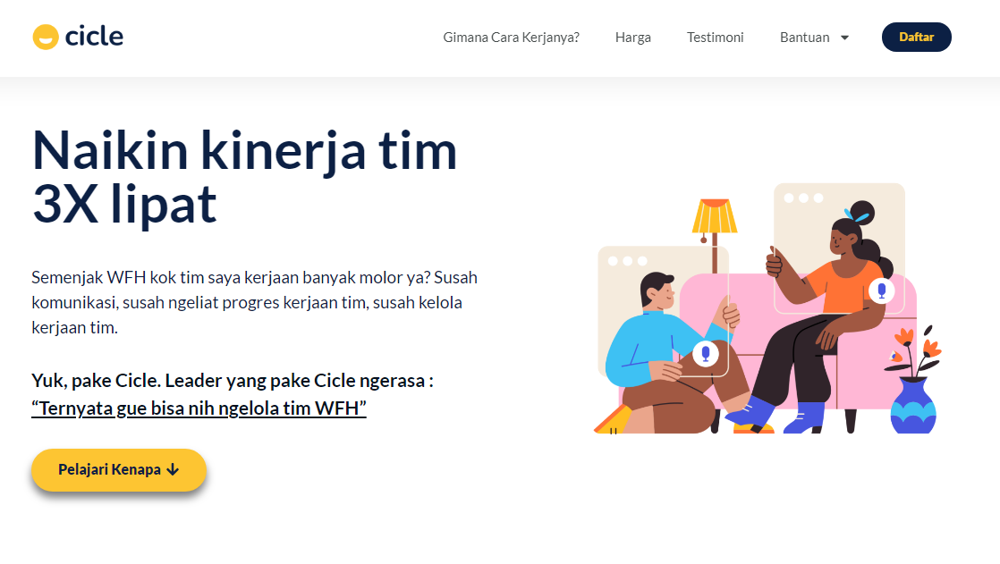 cicle
Gimana Cara Kerjanya?
Harga
Testimoni
Bantuan
Daftar
Naikin kinerja tim
3X lipat
Semenjak WFH kok tim saya kerjaan banyak molor ya? Susah
komunikasi, susah ngeliat progres kerjaan tim, susah kelola
kerjaan tim.
Yuk, pake Cicle. Leader yang pake Cicle ngerasa :
“Ternyata gue bisa nih ngelola tim WFH”
Pelajari Kenapa